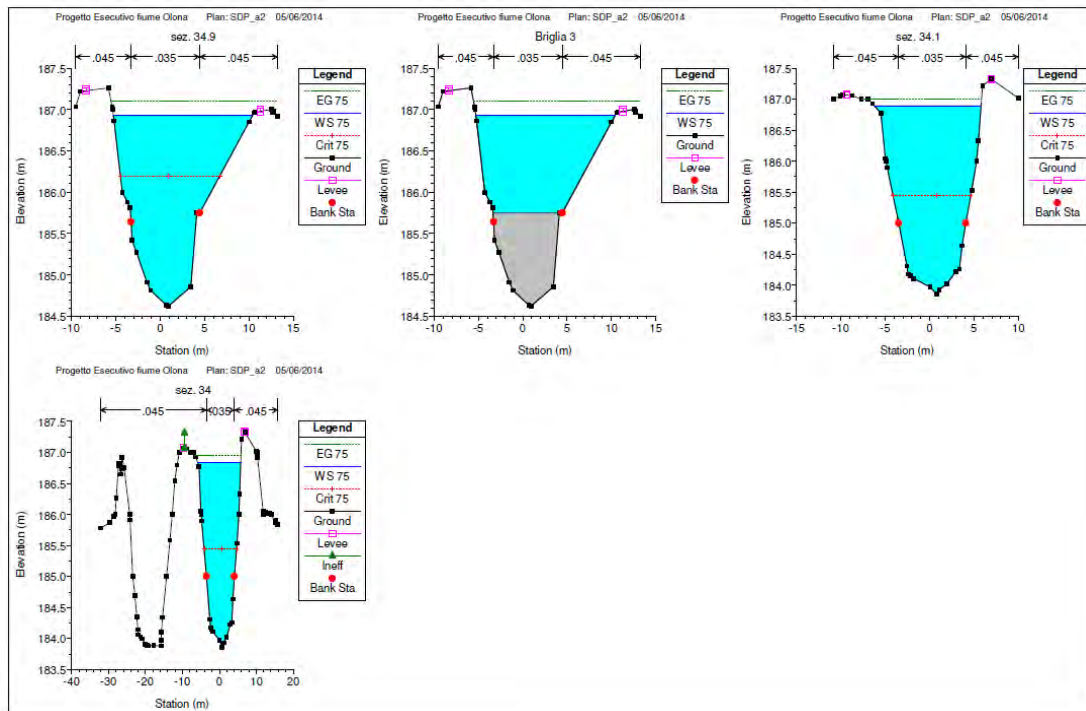 Progetto Esecutivo fiume Olona Plan: SDP_a2 05/06/2014
sez. 34.9
.045 .035 .045
187.5
187.0
186.5
186.0
185.5
185.0
184.5
Elevation (m)
-10 -5 0 5 10 15
Station (m)
Legend
EG 75
WS 75
Crit 75
Ground
Levee
Bank Sta
Progetto Esecutivo fiume Olona Plan: SDP_a2 05/06/2014
Briglia 3
.045 .035 .045
187.5
187.0
186.5
186.0
185.5
185.0
184.5
Elevation (m)
-10 -5 0 5 10 15
Station (m)
Legend
EG 75
WS 75
Ground
Levee
Bank Sta
Progetto Esecutivo fiume Olona Plan: SDP_a2 05/06/2014
sez. 34.1
.045 .035 .045
187.5
187.0
186.5
186.0
185.5
185.0
184.5
184.0
183.5
Elevation (m)
-15 -10 -5 0 5 10
Station (m)
Legend
EG 75
WS 75
Crit 75
Ground
Levee
Bank Sta
Progetto Esecutivo fiume Olona Plan: SDP_a2 05/06/2014
sez. 34
.045 .035 .045
187.5
187.0
186.5
186.0
185.5
185.0
184.5
184.0
183.5
Elevation (m)
-40 -30 -20 -10 0 10 20
Station (m)
Legend
EG 75
WS 75
Crit 75
Ground
Levee
Ineff
Bank Sta